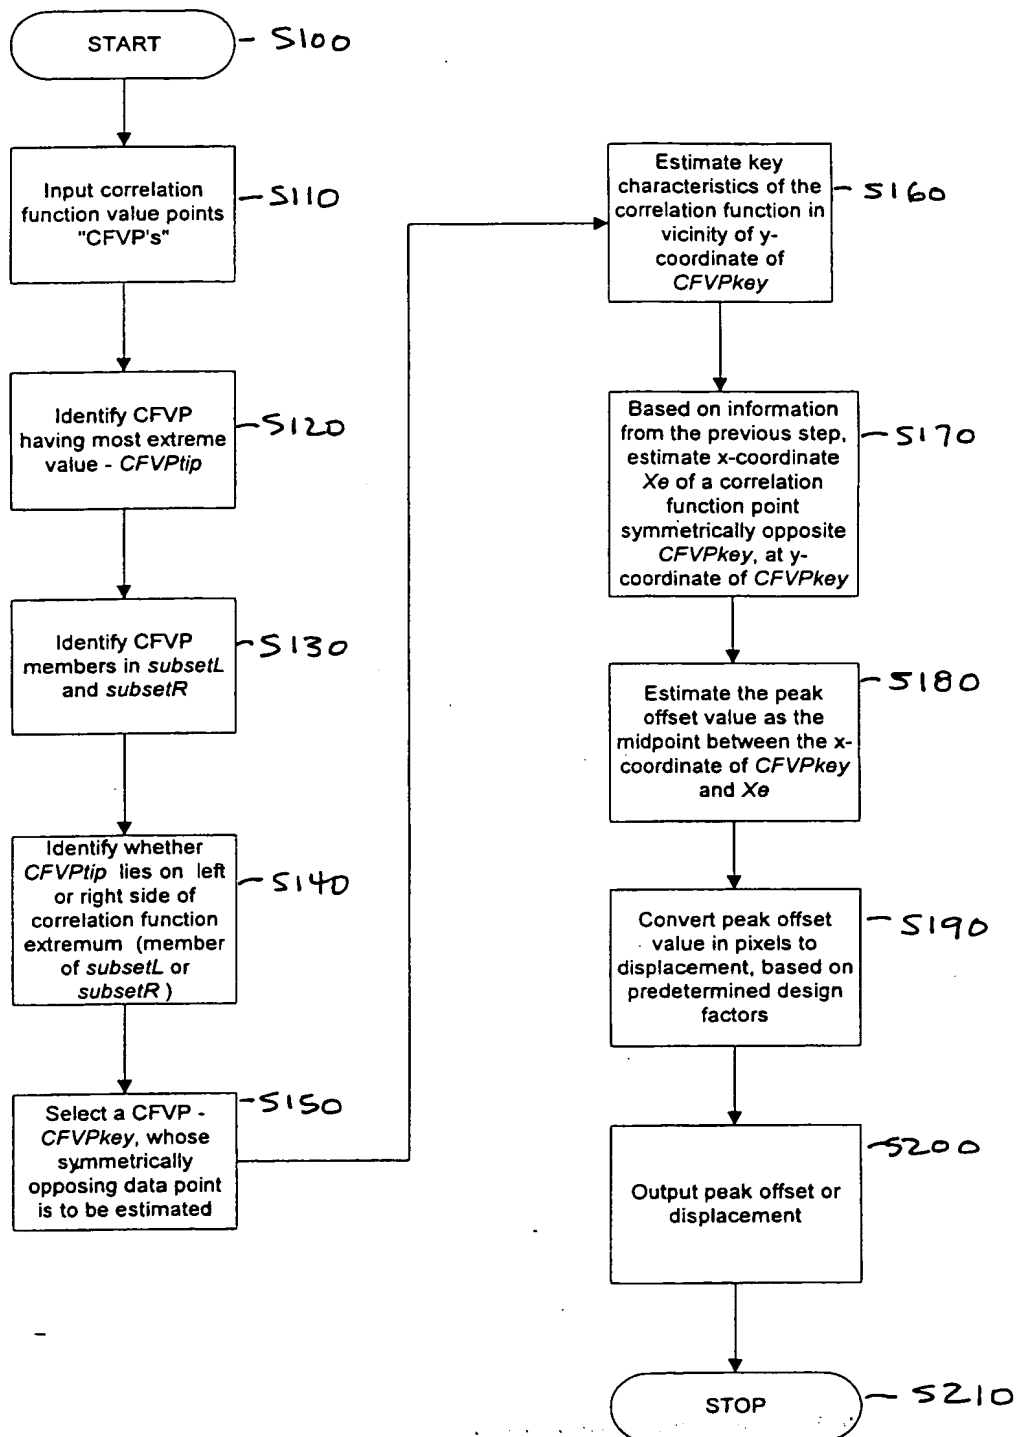 START
S100
Input correlation
function value points
"CFVP's"
S110
Identify CFVP
having most extreme
value - CFVPtip
S120
Identify CFVP
members in subsetL
and subsetR
S130
Identify whether
CFVPtip lies on left
or right side of
correlation function
extremum (member
of subsetL or
subsetR )
S140
Select a CFVP -
CFVPkey, whose
symmetrically
opposing data point
is to be estimated
S150
Estimate key
characteristics of the
correlation function in
vicinity of y-
coordinate of
CFVPkey
S160
Based on information
from the previous step,
estimate x-coordinate
Xe of a correlation
function point
symmetrically opposite
CFVPkey, at y-
coordinate of CFVPkey
S170
Estimate the peak
offset value as the
midpoint between the x-
coordinate of CFVPkey
and Xe
S180
Convert peak offset
value in pixels to
displacement, based on
predetermined design
factors
S190
Output peak offset or
displacement
S200
STOP
S210